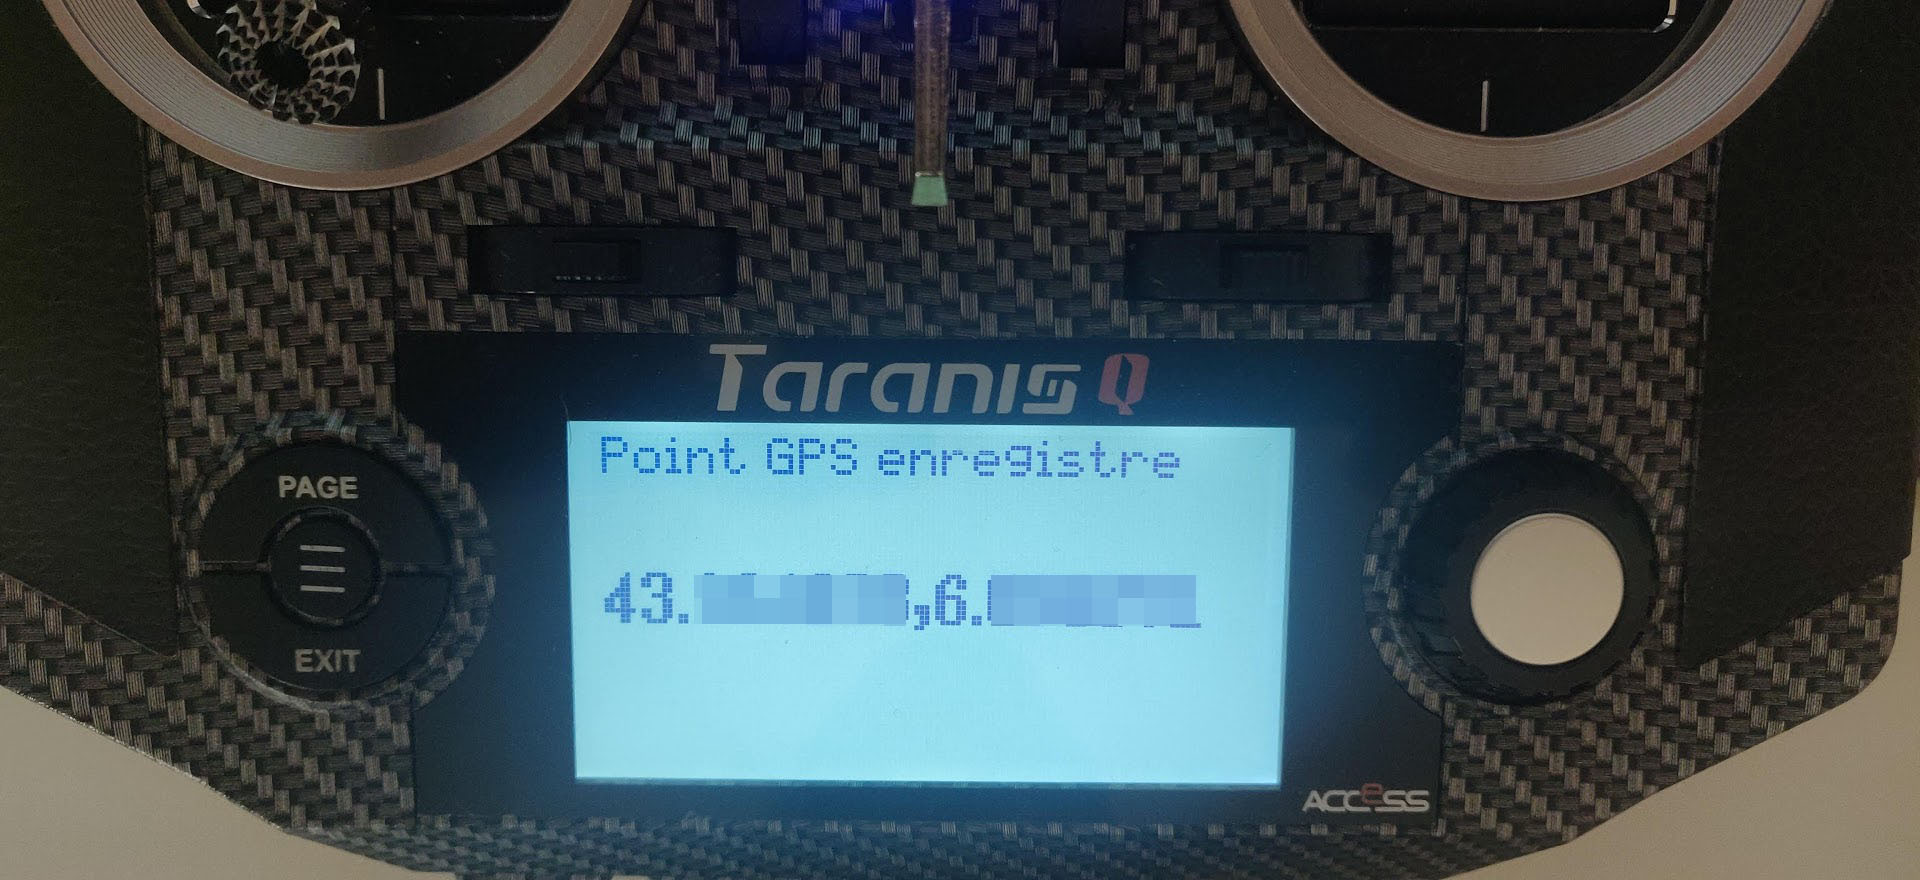 Taranis Q
Point GPS enregistre
PAGE
43. ,6.
EXIT
ACCeSS